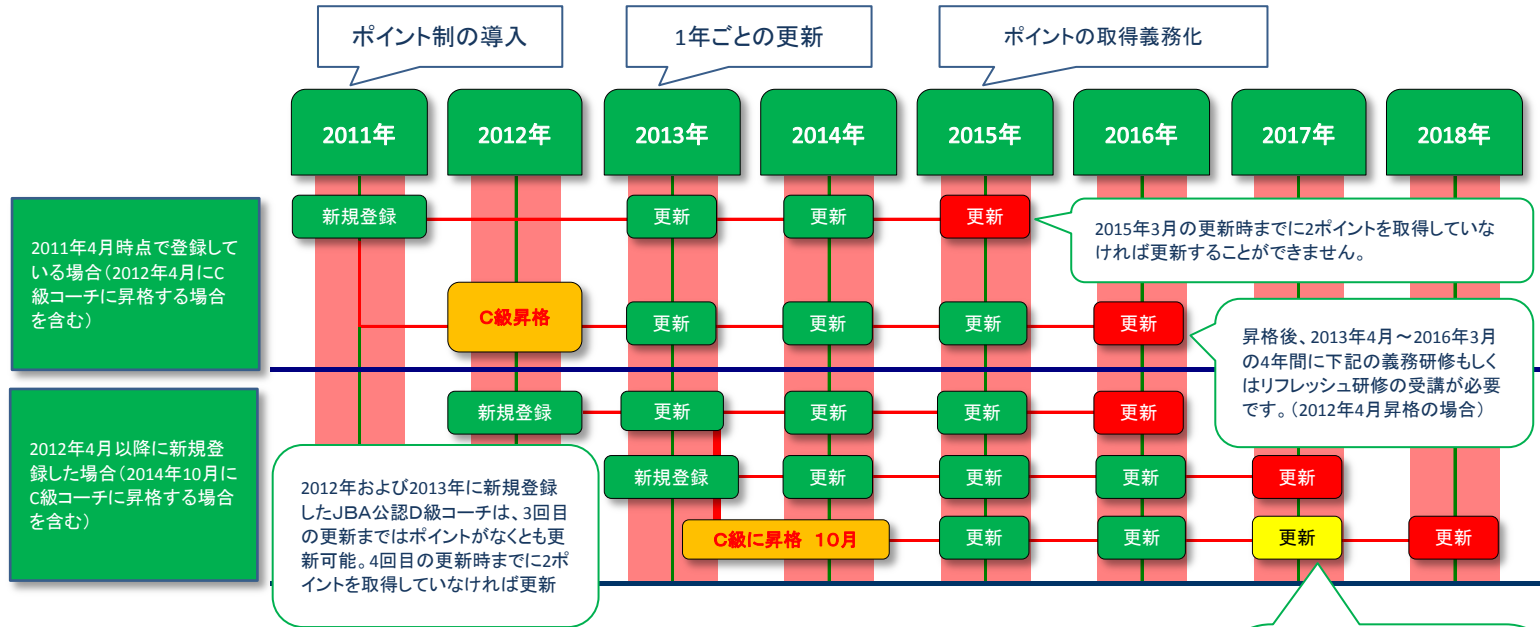 ポイント制の導入
1年ごとの更新
ポイントの取得義務化
2011年
2012年
2013年
2014年
2015年
2016年
2017年
2018年
2011年4月時点で登録して
いる場合(2012年4月にC
級コーチに昇格する場合
を含む)
新規登録
更新
更新
更新
2015年3月の更新時までに2ポイントを取得していな
ければ更新することができません。
C級昇格
更新
更新
更新
更新
昇格後、2013年4月~2016年3月
の4年間に下記の義務研修もしく
はリフレッシュ研修の受講が必要
です。(2012年4月昇格の場合)
2012年4月以降に新規登
録した場合(2014年10月に
C級コーチに昇格する場合
を含む)
新規登録
更新
更新
更新
更新
新規登録
更新
更新
更新
更新
C級に昇格 10月
更新
更新
更新
更新
2012年および2013年に新規登録
したJBA公認D級コーチは、3回目
の更新まではポイントがなくとも更
新可能。4回目の更新時までに2ポ
イントを取得していなければ更新